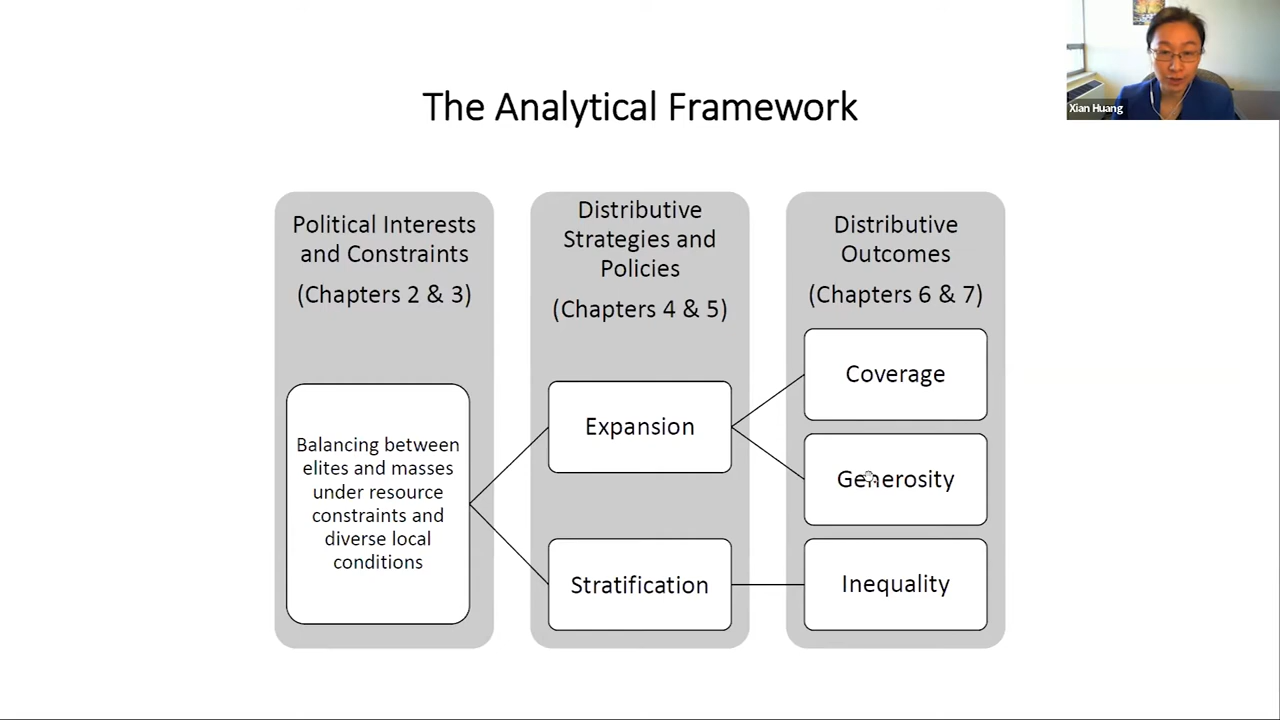 Xian Huang
The Analytical Framework
Political Interests
and Constraints
(Chapters 2 & 3)
Balancing between
elites and masses
under resource
constraints and
diverse local
conditions
Distributive
Strategies and
Policies
(Chapters 4 & 5)
Expansion
Stratification
Distributive
Outcomes
(Chapters 6 & 7)
Coverage
Generosity
Inequality